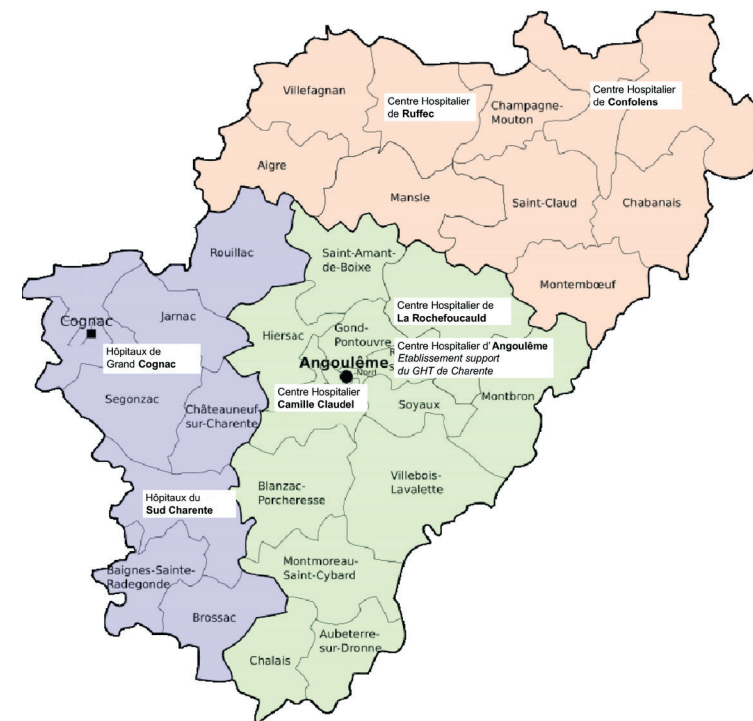 Villefagnan
Centre Hospitalier
de Ruffec
Champagne-
Mouton
Centre Hospitalier
de Confolens
Aigre
Mansle
Saint-Claud
Chabanais
Rouillac
Saint-Amant-
de-Boixe
Montembœuf
Cognac
Jarnac
Hiersac
Gond-
Pontouvre
Centre Hospitalier de
La Rochefoucauld
Hôpitaux de
Grand Cognac
Angoulême
Nord
Centre Hospitalier d'Angoulême
Etablissement support
du GHT de Charente
Segonzac
Châteauneuf-
sur-Charente
Centre Hospitalier
Camille Claudel
Soyaux
Montbron
Hôpitaux du
Sud Charente
Blanzac-
Porcheresse
Villebois-
Lavalette
Baignes-Sainte-
Radegonde
Montmoreau-
Saint-Cybard
Brossac
Chalais
Aubeterre-
sur-Dronne